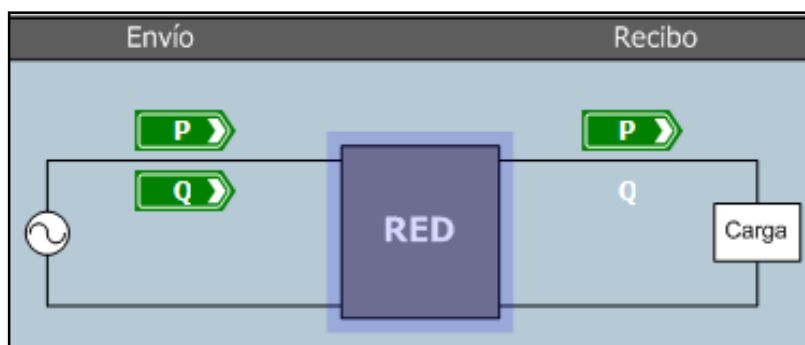 Envío Recibo
P P
Q Q
RED
Carga